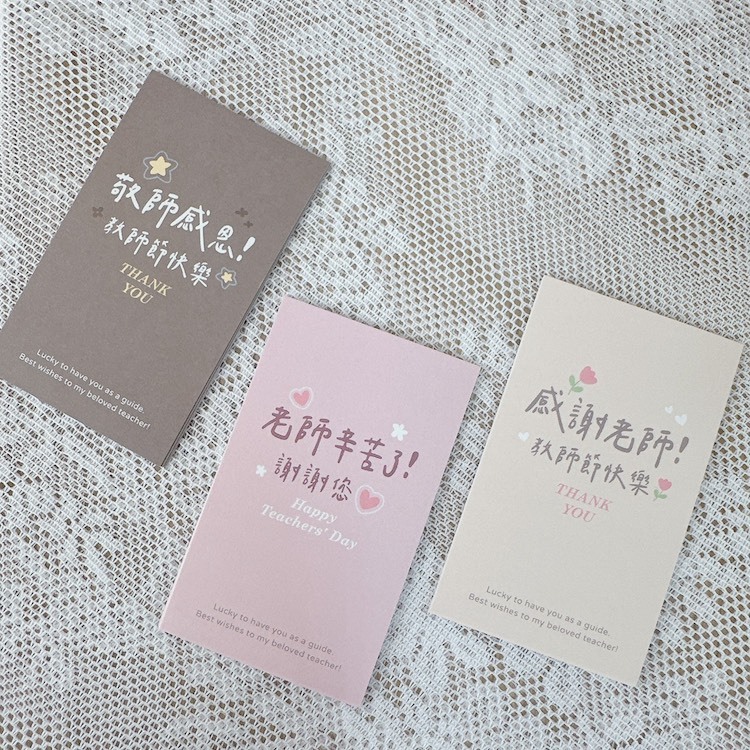 敬師感恩!
教師節快樂
THANK
YOU
Lucky to have you as a guide.
Best wishes to my beloved teacher!
老師辛苦了!
謝謝您
Happy
Teachers' Day
Lucky to have you as a guide.
Best wishes to my beloved teacher!
感謝老師!
教師節快樂
THANK
YOU
Lucky to have you as a guide.
Best wishes to my beloved teacher!